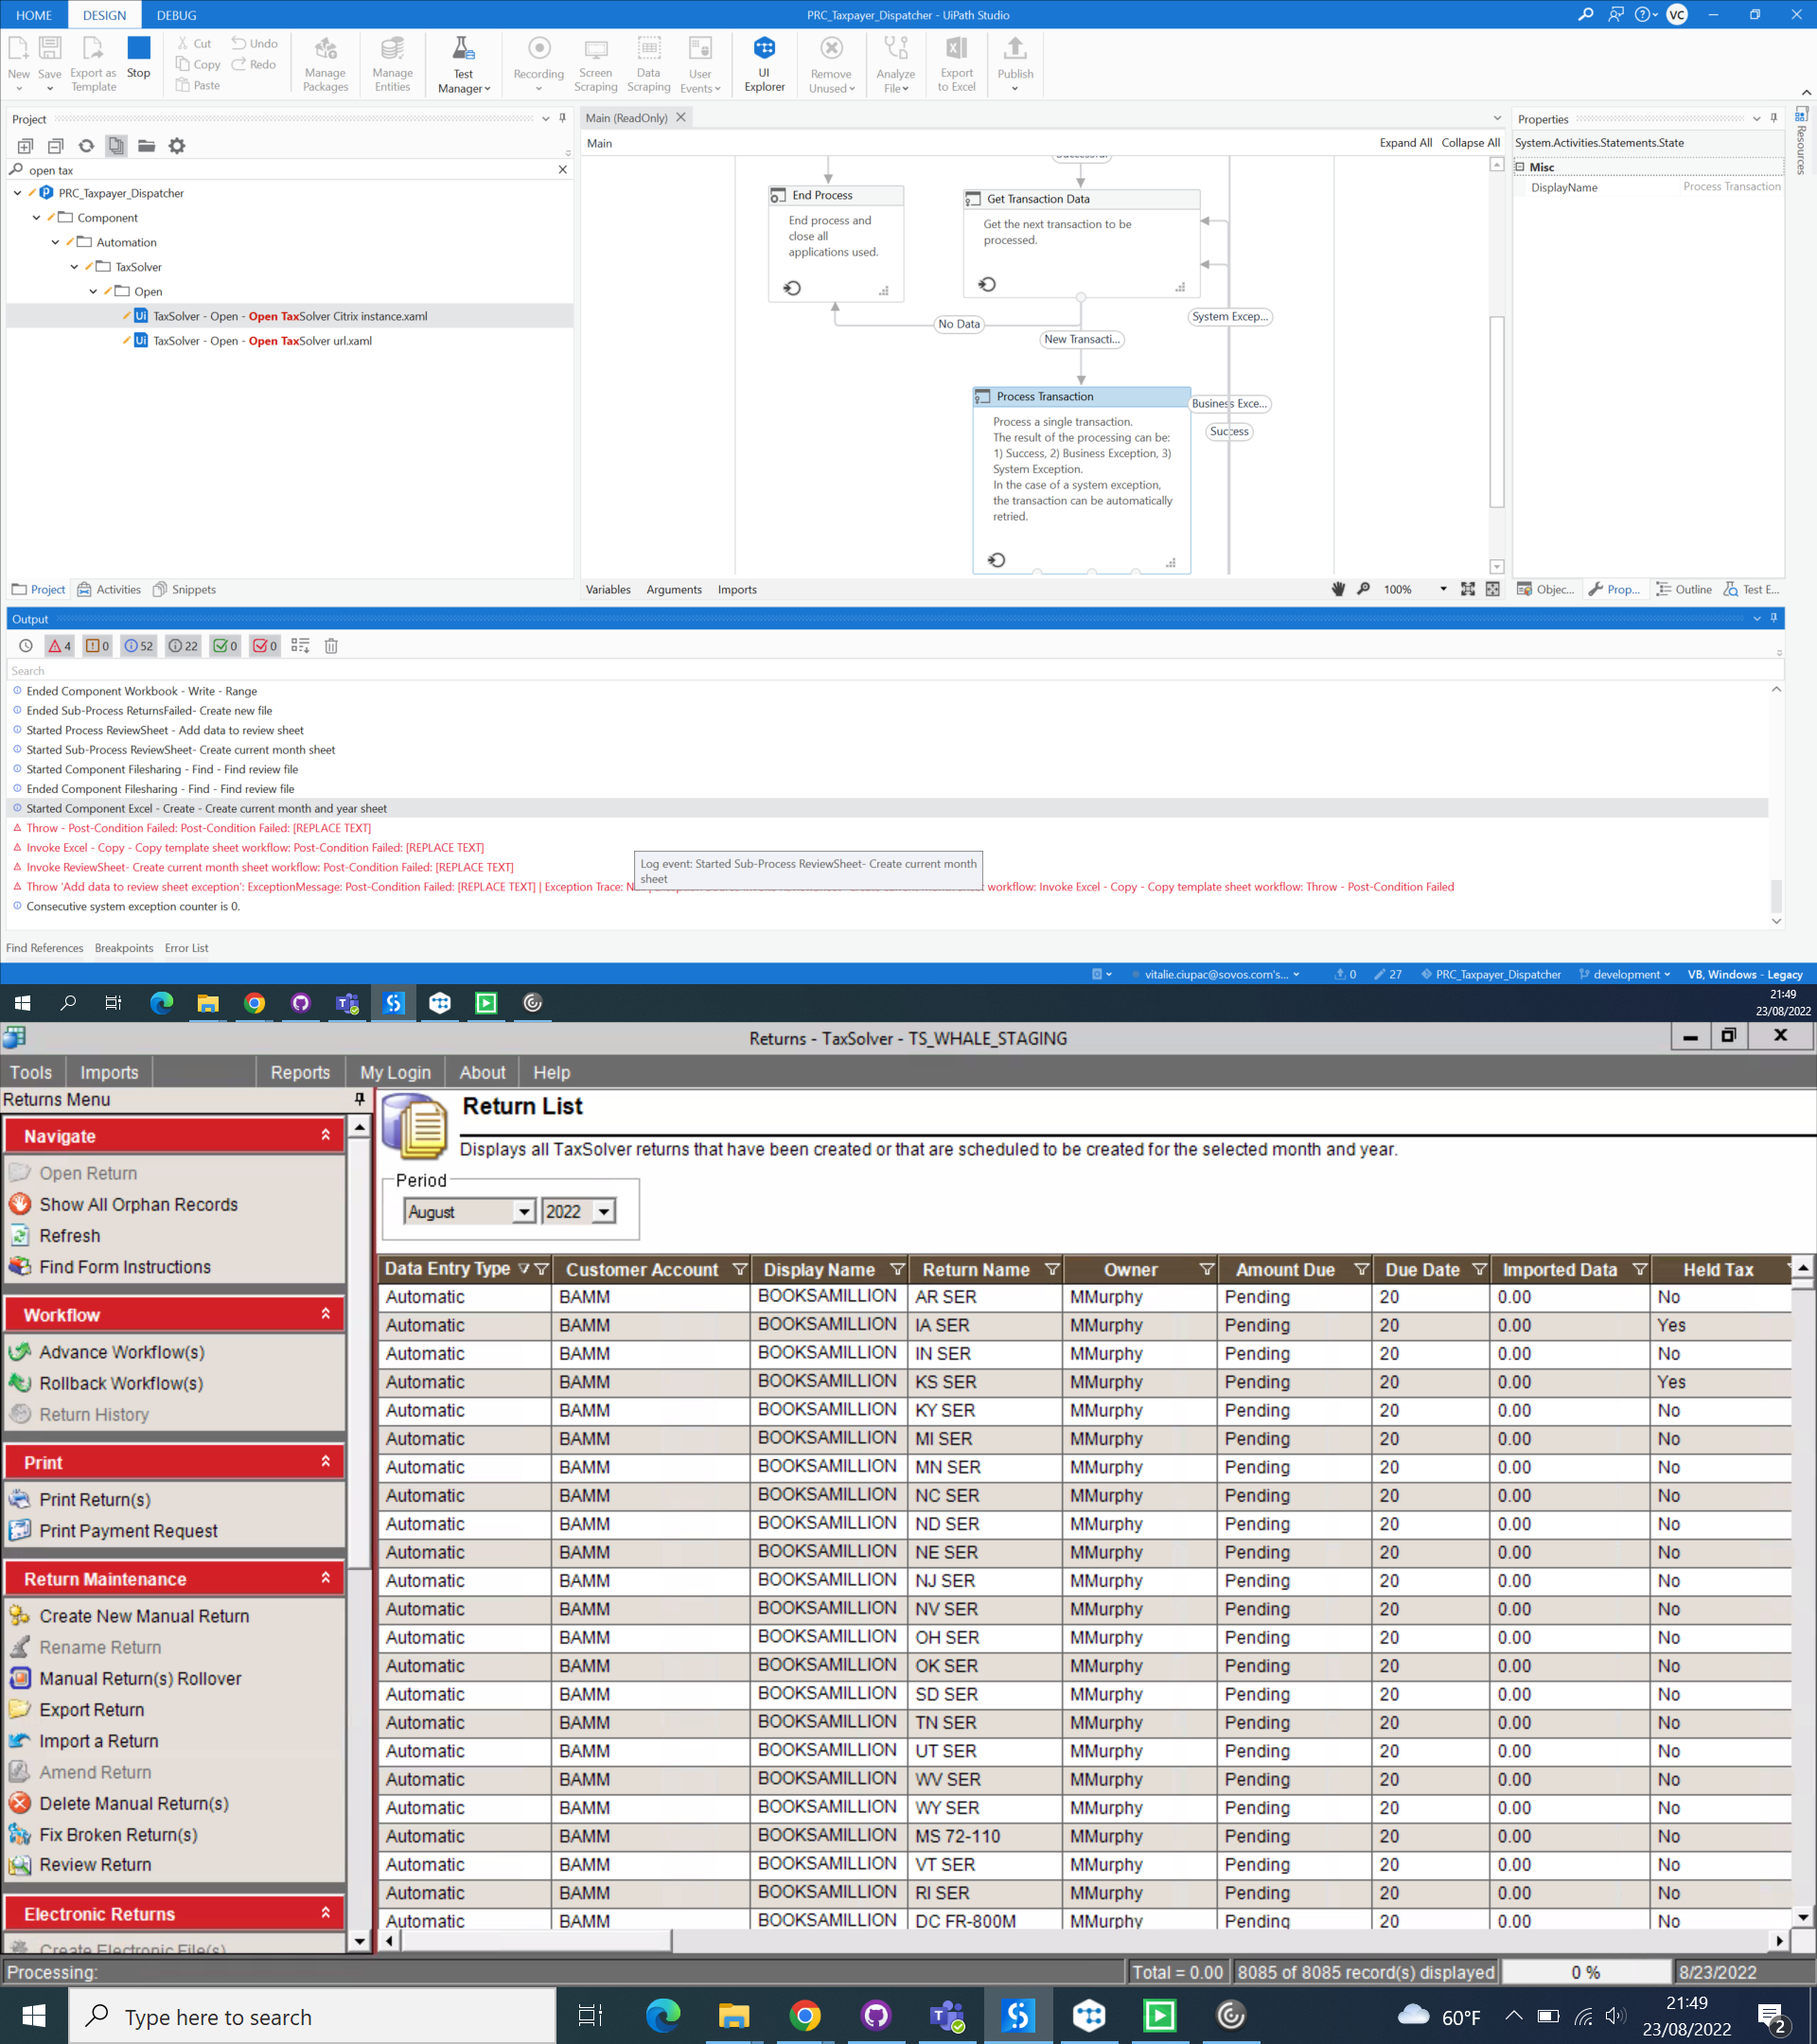 HOME DESIGN DEBUG PRC_Taxpayer_Dispatcher - UiPath Studio VC
New Save Export as Template Stop Cut Copy Paste Undo Redo Manage Packages Manage Entities Test Manager Recording Screen Scraping Data Scraping User Events UI Explorer Remove Unused Analyze File Export to Excel Publish
Project
open tax
PRC_Taxpayer_Dispatcher
Component
Automation
TaxSolver
Open
TaxSolver - Open - Open TaxSolver Citrix instance.xaml
TaxSolver - Open - Open TaxSolver url.xaml
Project Activities Snippets
Main (ReadOnly)
Main Expand All Collapse All
Successful
End Process
End process and
close all
applications used.
Get Transaction Data
Get the next transaction to be
processed.
No Data
New Transacti...
System Excep...
Process Transaction
Business Exce...
Success
Process a single transaction.
The result of the processing can be:
1) Success, 2) Business Exception, 3)
System Exception.
In the case of a system exception,
the transaction can be automatically
retried.
Variables Arguments Imports 100%
Properties
System.Activities.Statements.State
Misc
DisplayName Process Transaction
Resources
Objec... Prop... Outline Test E...
Output
4 0 52 22 0 0
Search
Ended Component Workbook - Write - Range
Ended Sub-Process ReturnsFailed- Create new file
Started Process ReviewSheet - Add data to review sheet
Started Sub-Process ReviewSheet- Create current month sheet
Started Component Filesharing - Find - Find review file
Ended Component Filesharing - Find - Find review file
Started Component Excel - Create - Create current month and year sheet
Throw - Post-Condition Failed: Post-Condition Failed: [REPLACE TEXT]
Invoke Excel - Copy - Copy template sheet workflow: Post-Condition Failed: [REPLACE TEXT]
Invoke ReviewSheet- Create current month sheet workflow: Post-Condition Failed: [REPLACE TEXT]
Log event: Started Sub-Process ReviewSheet- Create current month
sheet
Throw 'Add data to review sheet exception': ExceptionMessage: Post-Condition Failed: [REPLACE TEXT] | Exception Trace: workflow: Invoke Excel - Copy - Copy template sheet workflow: Throw - Post-Condition Failed
Consecutive system exception counter is 0.
Find References Breakpoints Error List
vitalie.ciupac@sovos.com's... 0 27 PRC_Taxpayer_Dispatcher development VB, Windows - Legacy
21:49
23/08/2022
Returns - TaxSolver - TS_WHALE_STAGING
Tools Imports Reports My Login About Help
Returns Menu
Navigate
Open Return
Show All Orphan Records
Refresh
Find Form Instructions
Workflow
Advance Workflow(s)
Rollback Workflow(s)
Return History
Print
Print Return(s)
Print Payment Request
Return Maintenance
Create New Manual Return
Rename Return
Manual Return(s) Rollover
Export Return
Import a Return
Amend Return
Delete Manual Return(s)
Fix Broken Return(s)
Review Return
Electronic Returns
Create Electronic File(s)
Return List
Displays all TaxSolver returns that have been created or that are scheduled to be created for the selected month and year.
Period
August 2022
Data Entry Type Customer Account Display Name Return Name Owner Amount Due Due Date Imported Data Held Tax
Automatic BAMM BOOKSAMILLION AR SER MMurphy Pending 20 0.00 No
Automatic BAMM BOOKSAMILLION IA SER MMurphy Pending 20 0.00 Yes
Automatic BAMM BOOKSAMILLION IN SER MMurphy Pending 20 0.00 No
Automatic BAMM BOOKSAMILLION KS SER MMurphy Pending 20 0.00 Yes
Automatic BAMM BOOKSAMILLION KY SER MMurphy Pending 20 0.00 No
Automatic BAMM BOOKSAMILLION MI SER MMurphy Pending 20 0.00 No
Automatic BAMM BOOKSAMILLION MN SER MMurphy Pending 20 0.00 No
Automatic BAMM BOOKSAMILLION NC SER MMurphy Pending 20 0.00 No
Automatic BAMM BOOKSAMILLION ND SER MMurphy Pending 20 0.00 No
Automatic BAMM BOOKSAMILLION NE SER MMurphy Pending 20 0.00 No
Automatic BAMM BOOKSAMILLION NJ SER MMurphy Pending 20 0.00 No
Automatic BAMM BOOKSAMILLION NV SER MMurphy Pending 20 0.00 No
Automatic BAMM BOOKSAMILLION OH SER MMurphy Pending 20 0.00 No
Automatic BAMM BOOKSAMILLION OK SER MMurphy Pending 20 0.00 No
Automatic BAMM BOOKSAMILLION SD SER MMurphy Pending 20 0.00 No
Automatic BAMM BOOKSAMILLION TN SER MMurphy Pending 20 0.00 No
Automatic BAMM BOOKSAMILLION UT SER MMurphy Pending 20 0.00 No
Automatic BAMM BOOKSAMILLION WV SER MMurphy Pending 20 0.00 No
Automatic BAMM BOOKSAMILLION WY SER MMurphy Pending 20 0.00 No
Automatic BAMM BOOKSAMILLION MS 72-110 MMurphy Pending 20 0.00 No
Automatic BAMM BOOKSAMILLION VT SER MMurphy Pending 20 0.00 No
Automatic BAMM BOOKSAMILLION RI SER MMurphy Pending 20 0.00 No
Automatic BAMM BOOKSAMILLION DC FR-800M MMurphy Pending 20 0.00 No
Processing: Total = 0.00 8085 of 8085 record(s) displayed 0 % 8/23/2022
Type here to search 60°F 21:49
23/08/2022 2